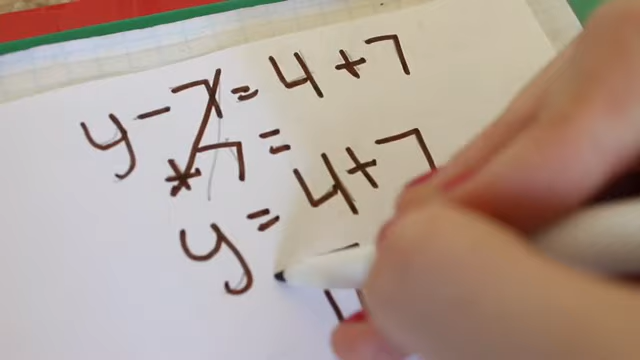 y - 7 = 4 + 7
+ 7 =
y = 4 + 7